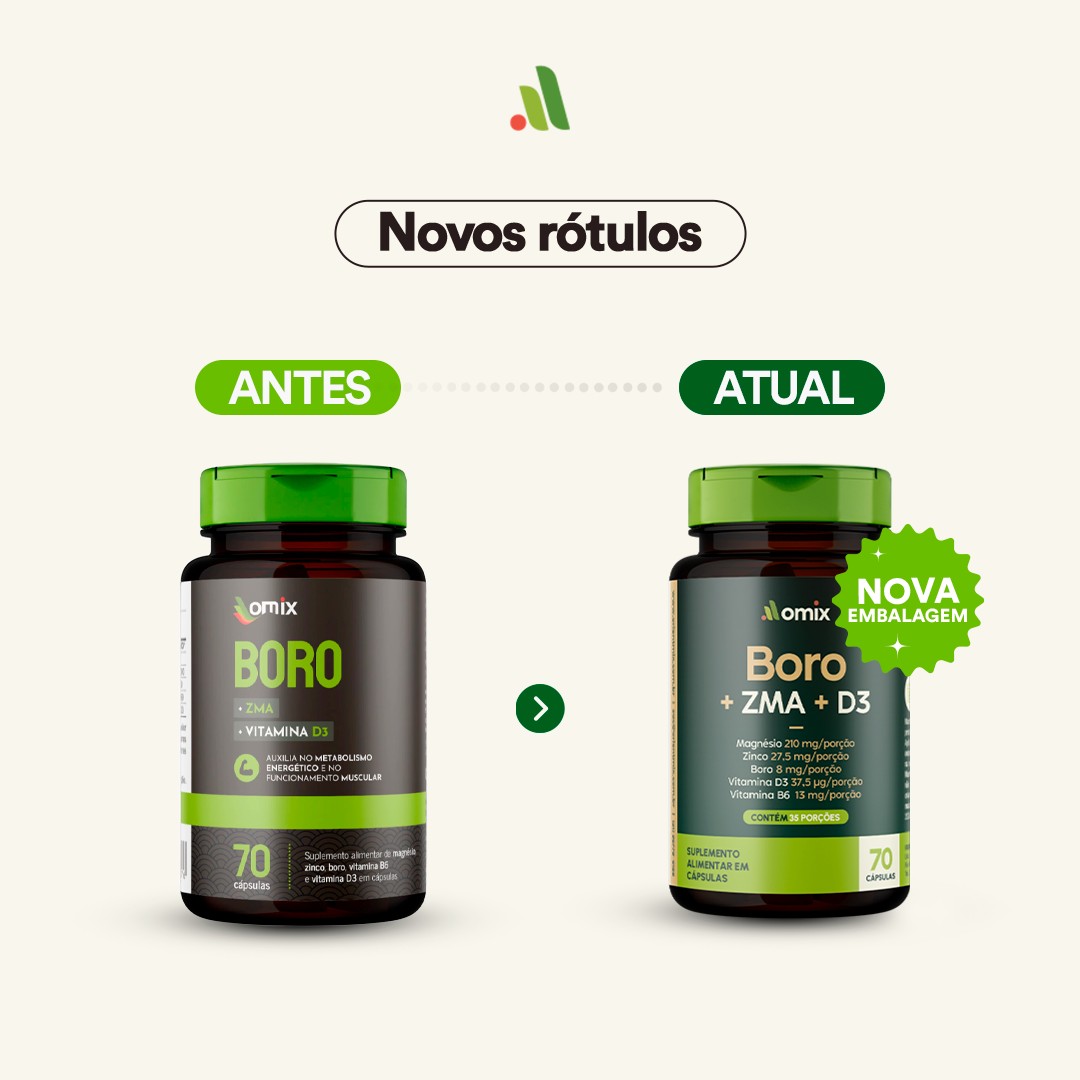 Novos rótulos
ANTES
ATUAL
omix
BORO
+ ZMA
+ VITAMINA D3
AUXILIA NO METABOLISMO
ENERGÉTICO E NO
FUNCIONAMENTO MUSCULAR
70
cápsulas
Suplemento alimentar de magnésio,
zinco, boro, vitamina B6
e vitamina D3 em cápsulas
NOVA
EMBALAGEM
omix
Boro
+ ZMA + D3
Magnésio 210 mg/porção
Zinco 27,5 mg/porção
Boro 8 mg/porção
Vitamina D3 37,5 µg/porção
Vitamina B6 13 mg/porção
CONTÉM 35 PORÇÕES
SUPLEMENTO
ALIMENTAR EM
CÁPSULAS
70
CÁPSULAS